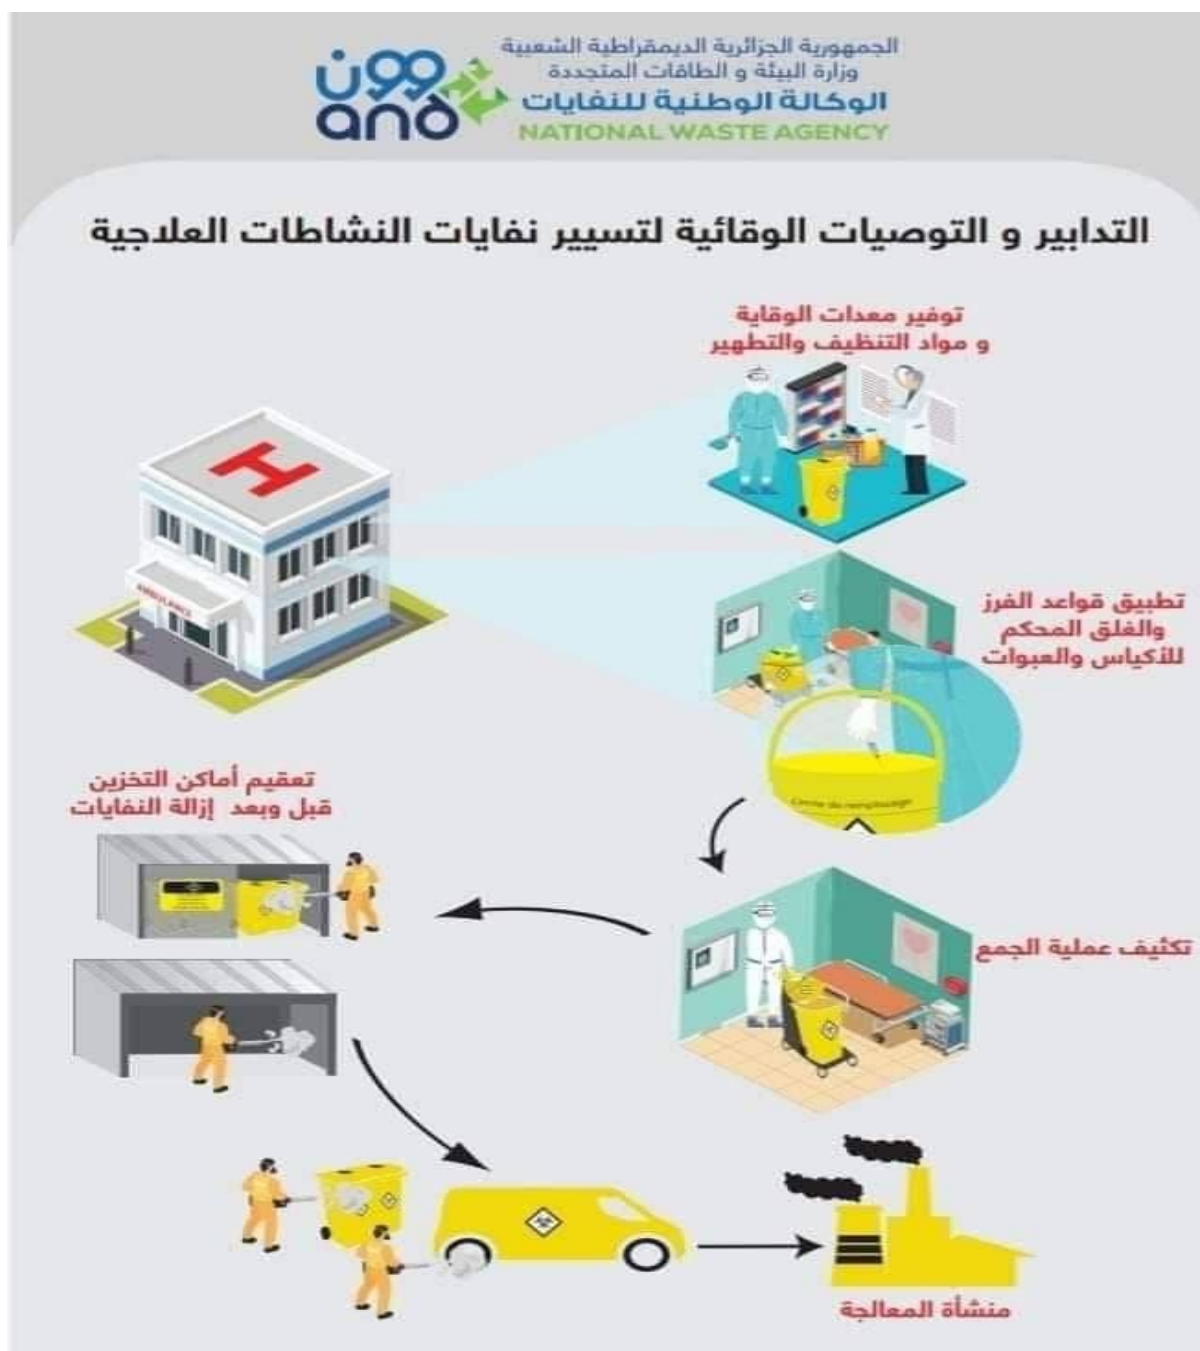 الجمهورية الجزائرية الديمقراطية الشعبية
وزارة البيئة و الطاقات المتجددة
الوكالة الوطنية للنفايات
NATIONAL WASTE AGENCY
and
التدابير و التوصيات الوقائية لتسيير نفايات النشاطات العلاجية
توفير معدات الوقاية
و مواد التنظيف والتطهير
AMBULANCE
تطبيق قواعد الفرز
والغلق المحكم
للأكياس والعبوات
تعقيم أماكن التخزين
قبل وبعد إزالة النفايات
تكثيف عملية الجمع
منشأة المعالجة
H